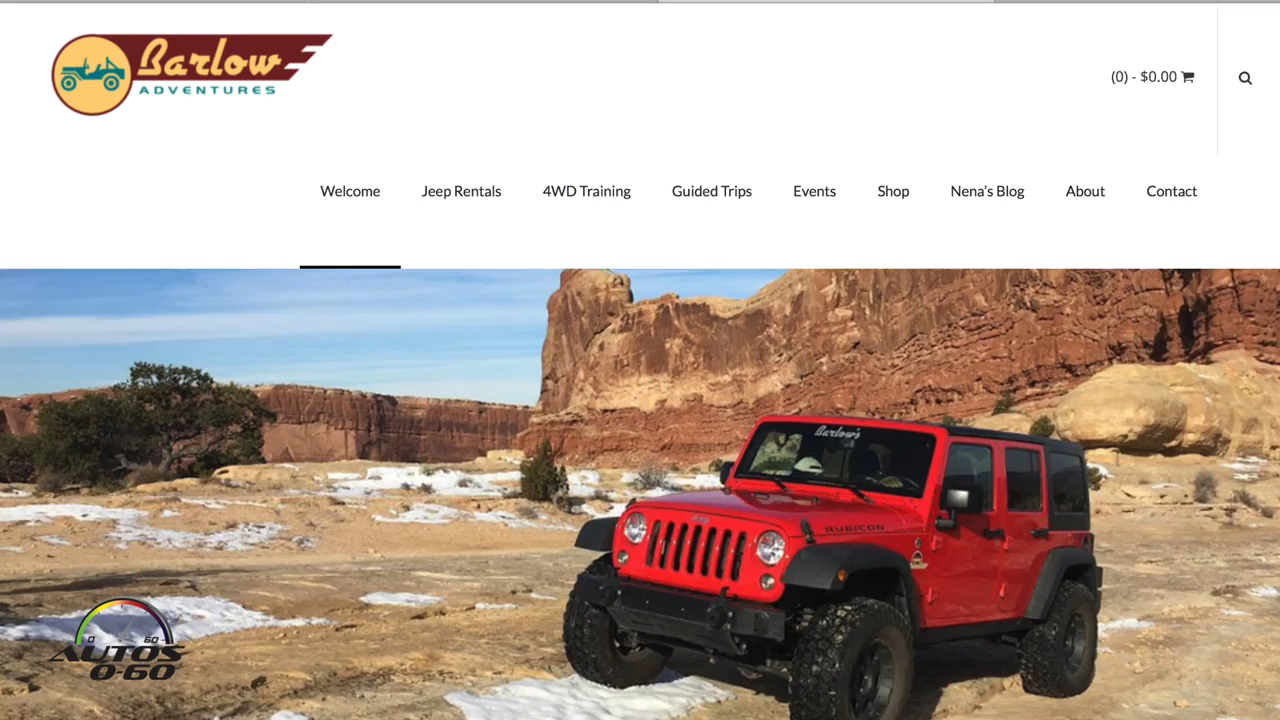 Barlow
ADVENTURES
(0) - $0.00
Welcome
Jeep Rentals
4WD Training
Guided Trips
Events
Shop
Nena's Blog
About
Contact
Barlow's
Jeep
RUBICON
0 60
AUTOS
0-60